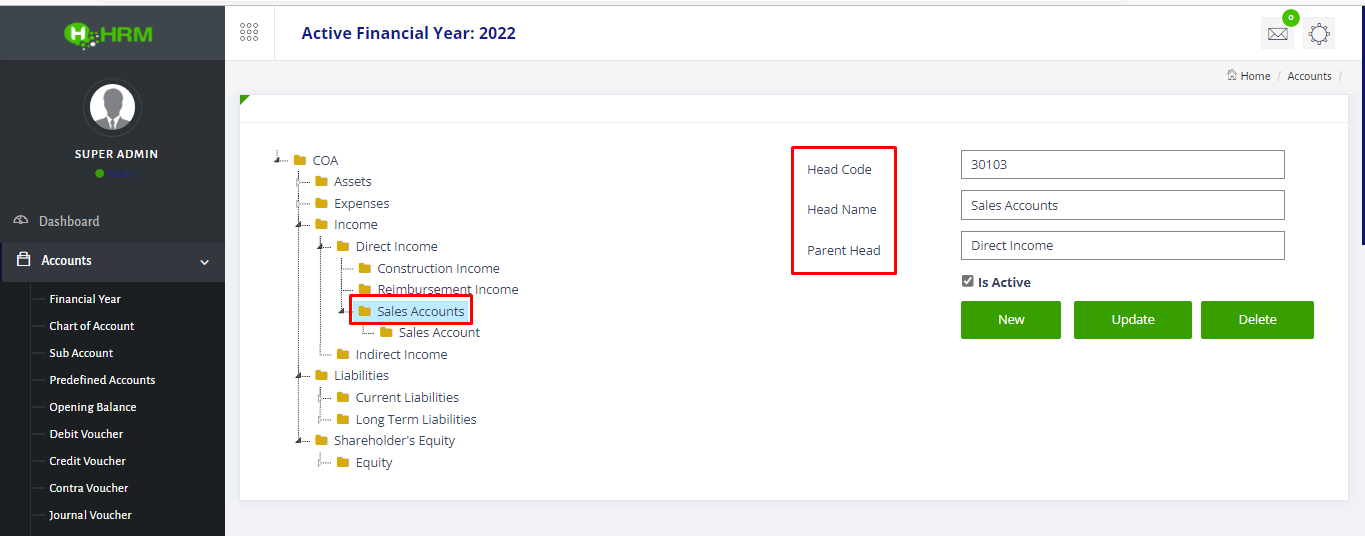 HRM
Active Financial Year: 2022
0
Home / Accounts /
SUPER ADMIN
Dashboard
Accounts
Financial Year
Chart of Account
Sub Account
Predefined Accounts
Opening Balance
Debit Voucher
Credit Voucher
Contra Voucher
Journal Voucher
COA
Assets
Expenses
Income
Direct Income
Construction Income
Reimbursement Income
Sales Accounts
Sales Account
Indirect Income
Liabilities
Current Liabilities
Long Term Liabilities
Shareholder's Equity
Equity
Head Code 30103
Head Name Sales Accounts
Parent Head Direct Income
Is Active
New Update Delete